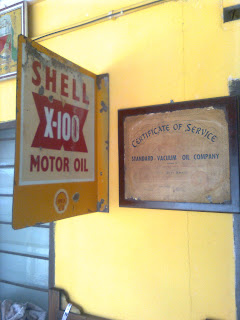 SHELL
X-100
MOTOR OIL
CERTIFICATE OF SERVICE
STANDARD VACUUM OIL COMPANY